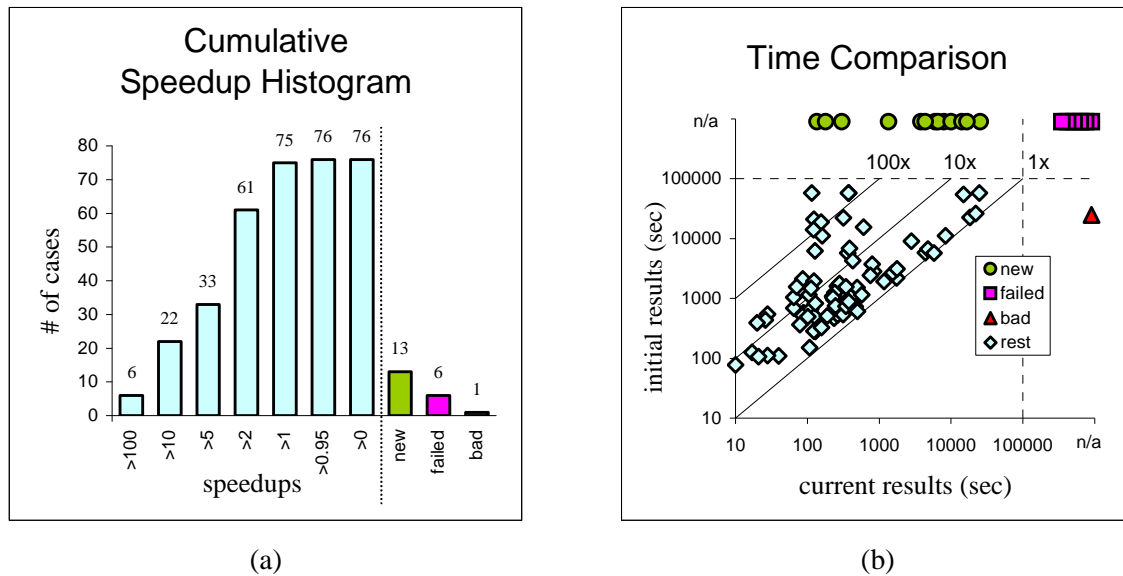 Cumulative
Speedup Histogram
80
70
60
50
40
30
20
10
0
# of cases
6
22
33
61
75
76
76
13
6
1
>100
>10
>5
>2
>1
>0.95
>0
new
failed
bad
speedups
(a)
Time Comparison
n/a
100000
10000
1000
100
10
initial results (sec)
100x
10x
1x
new
failed
bad
rest
10
100
1000
10000
100000
n/a
current results (sec)
(b)